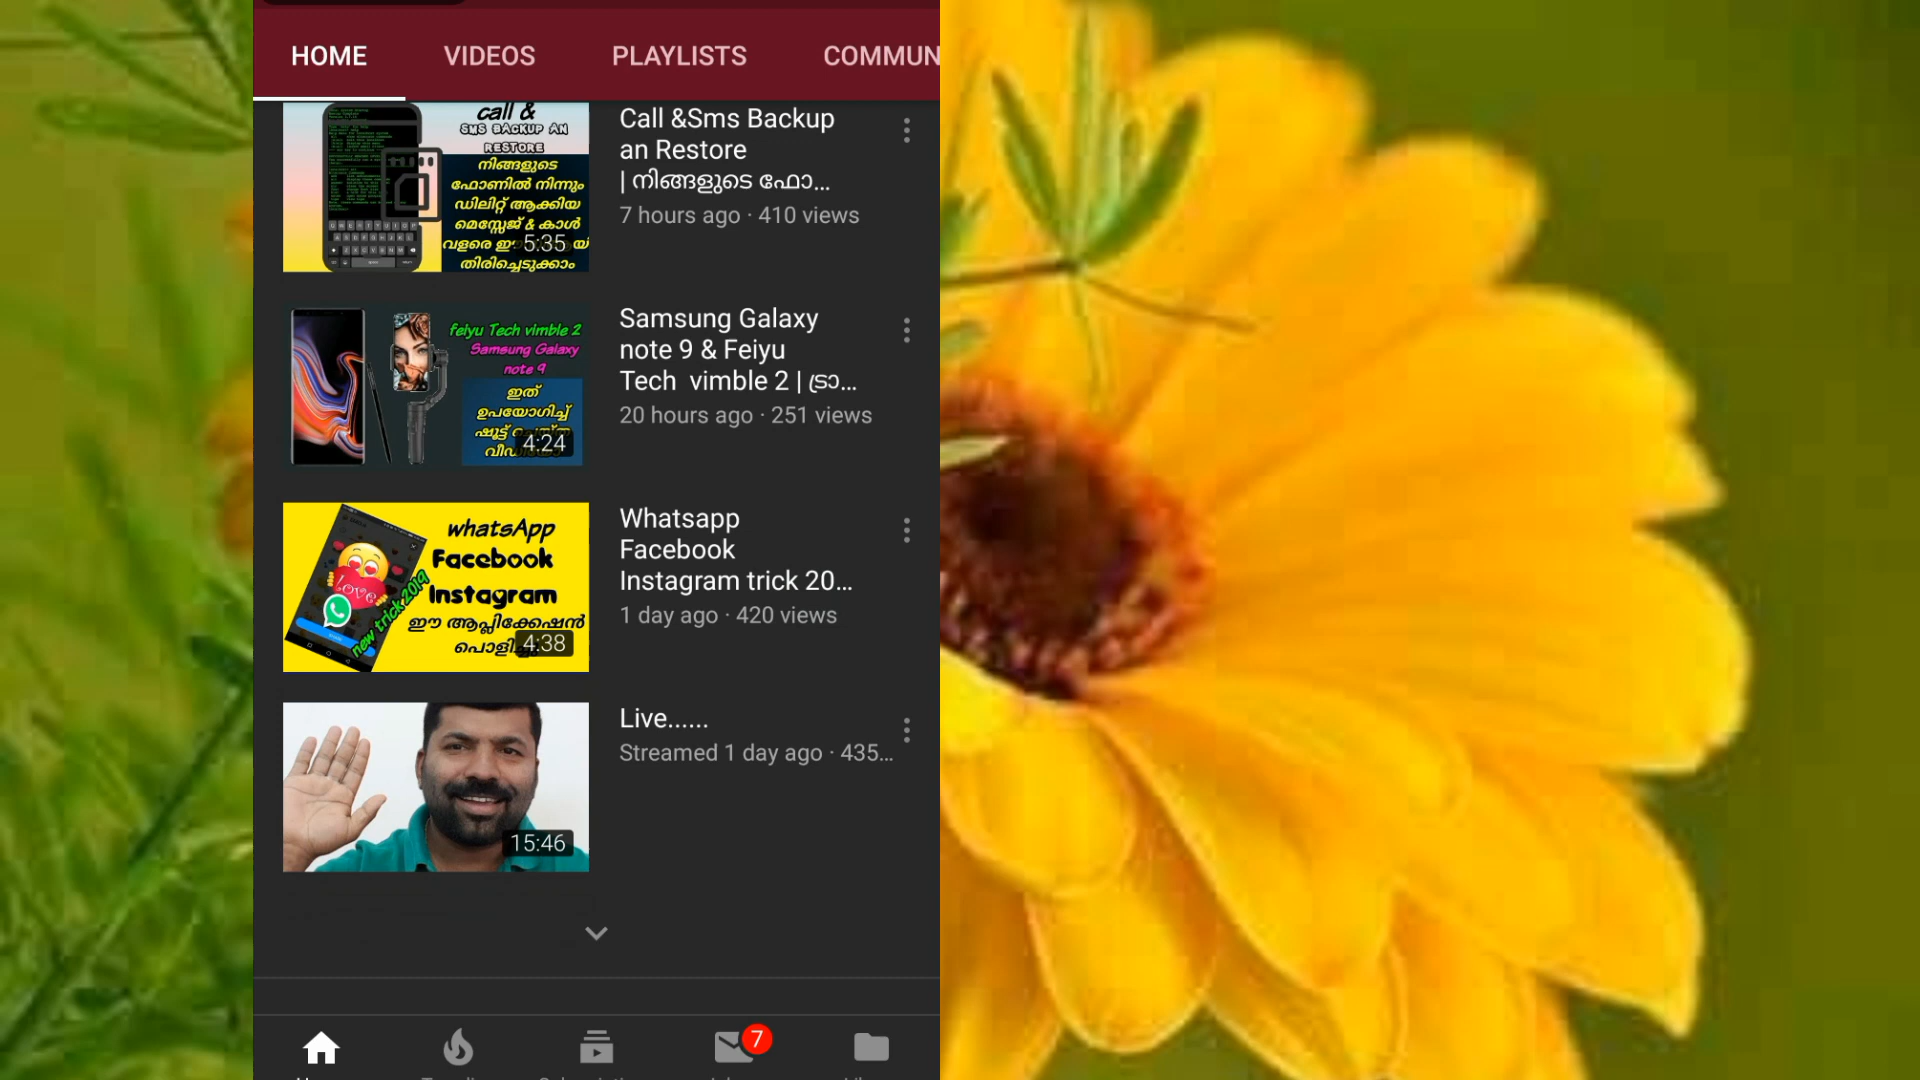 HOME VIDEOS PLAYLISTS COMMUN
call &
SMS BACKUP AN
RESTORE
നിങ്ങളുടെ
ഫോണിൽ നിന്നും
ഡിലിറ്റ് ആക്കിയ
മെസ്സേജ് & കാൾ
വളരെ
5:35
തിരിച്ചെടുക്കാം
Call &Sms Backup
an Restore
| നിങ്ങളുടെ ഫോ...
7 hours ago · 410 views
feiyu Tech vimble 2
Samsung Galaxy
note 9
ഇത്
ഉപയോഗിച്ച്
ഷൂട്ട്
4:24
Samsung Galaxy
note 9 & Feiyu
Tech vimble 2 | ട്രാ...
20 hours ago · 251 views
whatsApp
Facebook
Instagram
Love
new trick 2019
ഈ ആപ്ലിക്കേഷൻ
4:38
Whatsapp
Facebook
Instagram trick 20...
1 day ago · 420 views
15:46
Live......
Streamed 1 day ago · 435...
7